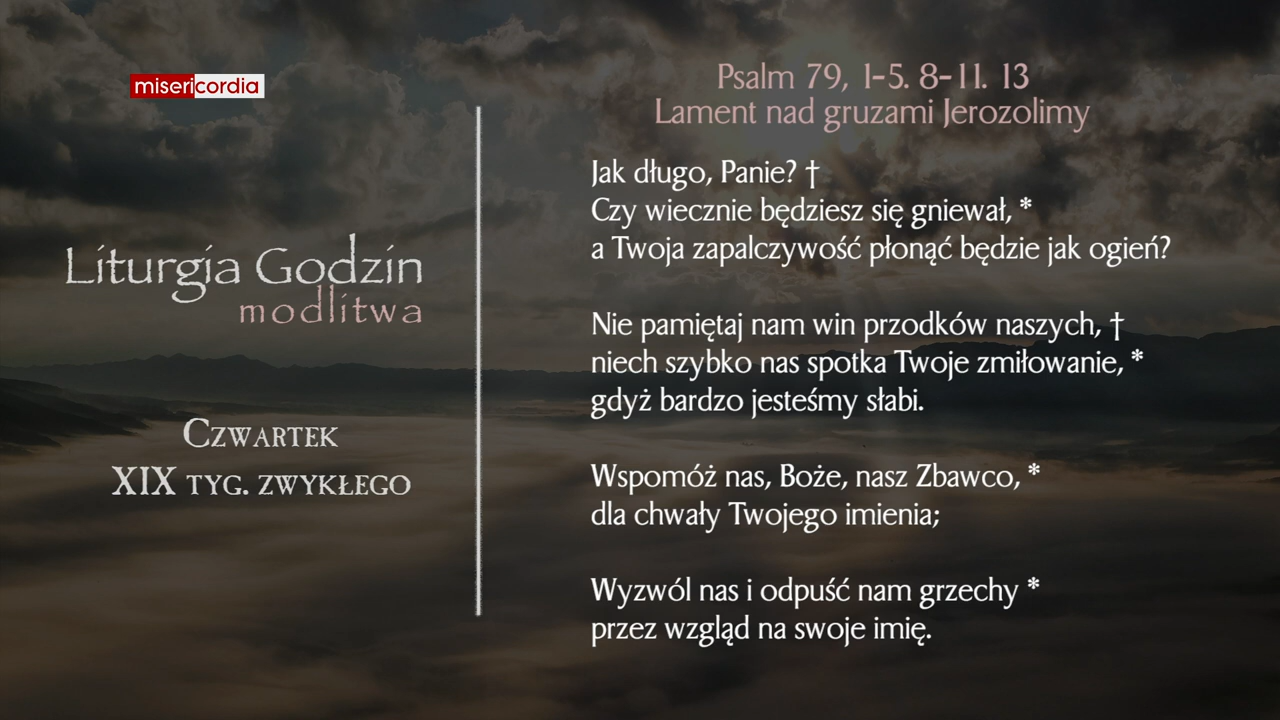 misericordia
Liturgia Godzin
modlitwa
Czwartek
XIX tyg. zwykłego
Psalm 79, 1-5. 8-11. 13
Lament nad gruzami Jerozolimy
Jak długo, Panie? †
Czy wiecznie będziesz się gniewał, *
a Twoja zapalczywość płonąć będzie jak ogień?
Nie pamiętaj nam win przodków naszych, †
niech szybko nas spotka Twoje zmiłowanie, *
gdyż bardzo jesteśmy słabi.
Wspomóż nas, Boże, nasz Zbawco, *
dla chwały Twojego imienia;
Wyzwól nas i odpuść nam grzechy *
przez wzgląd na swoje imię.